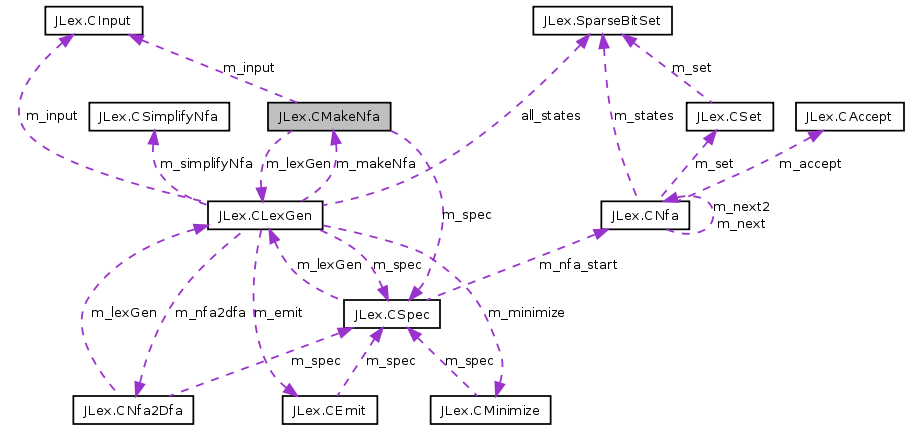 JLex.CInput
JLex.SparseBitSet
m_input
m_set
m_input
JLex.CSimplifyNfa
JLex.CMakeNfa
all_states
m_states
JLex.CSet
JLex.CAccept
m_simplifyNfa
m_lexGen
m_makeNfa
m_set
m_accept
JLex.CLexGen
m_spec
JLex.CNfa
m_next2
m_next
m_lexGen
m_spec
m_nfa_start
m_lexGen
m_nfa2dfa
m_emit
JLex.CSpec
m_minimize
m_spec
m_spec
m_spec
JLex.CNfa2Dfa
JLex.CEmit
JLex.CMinimize